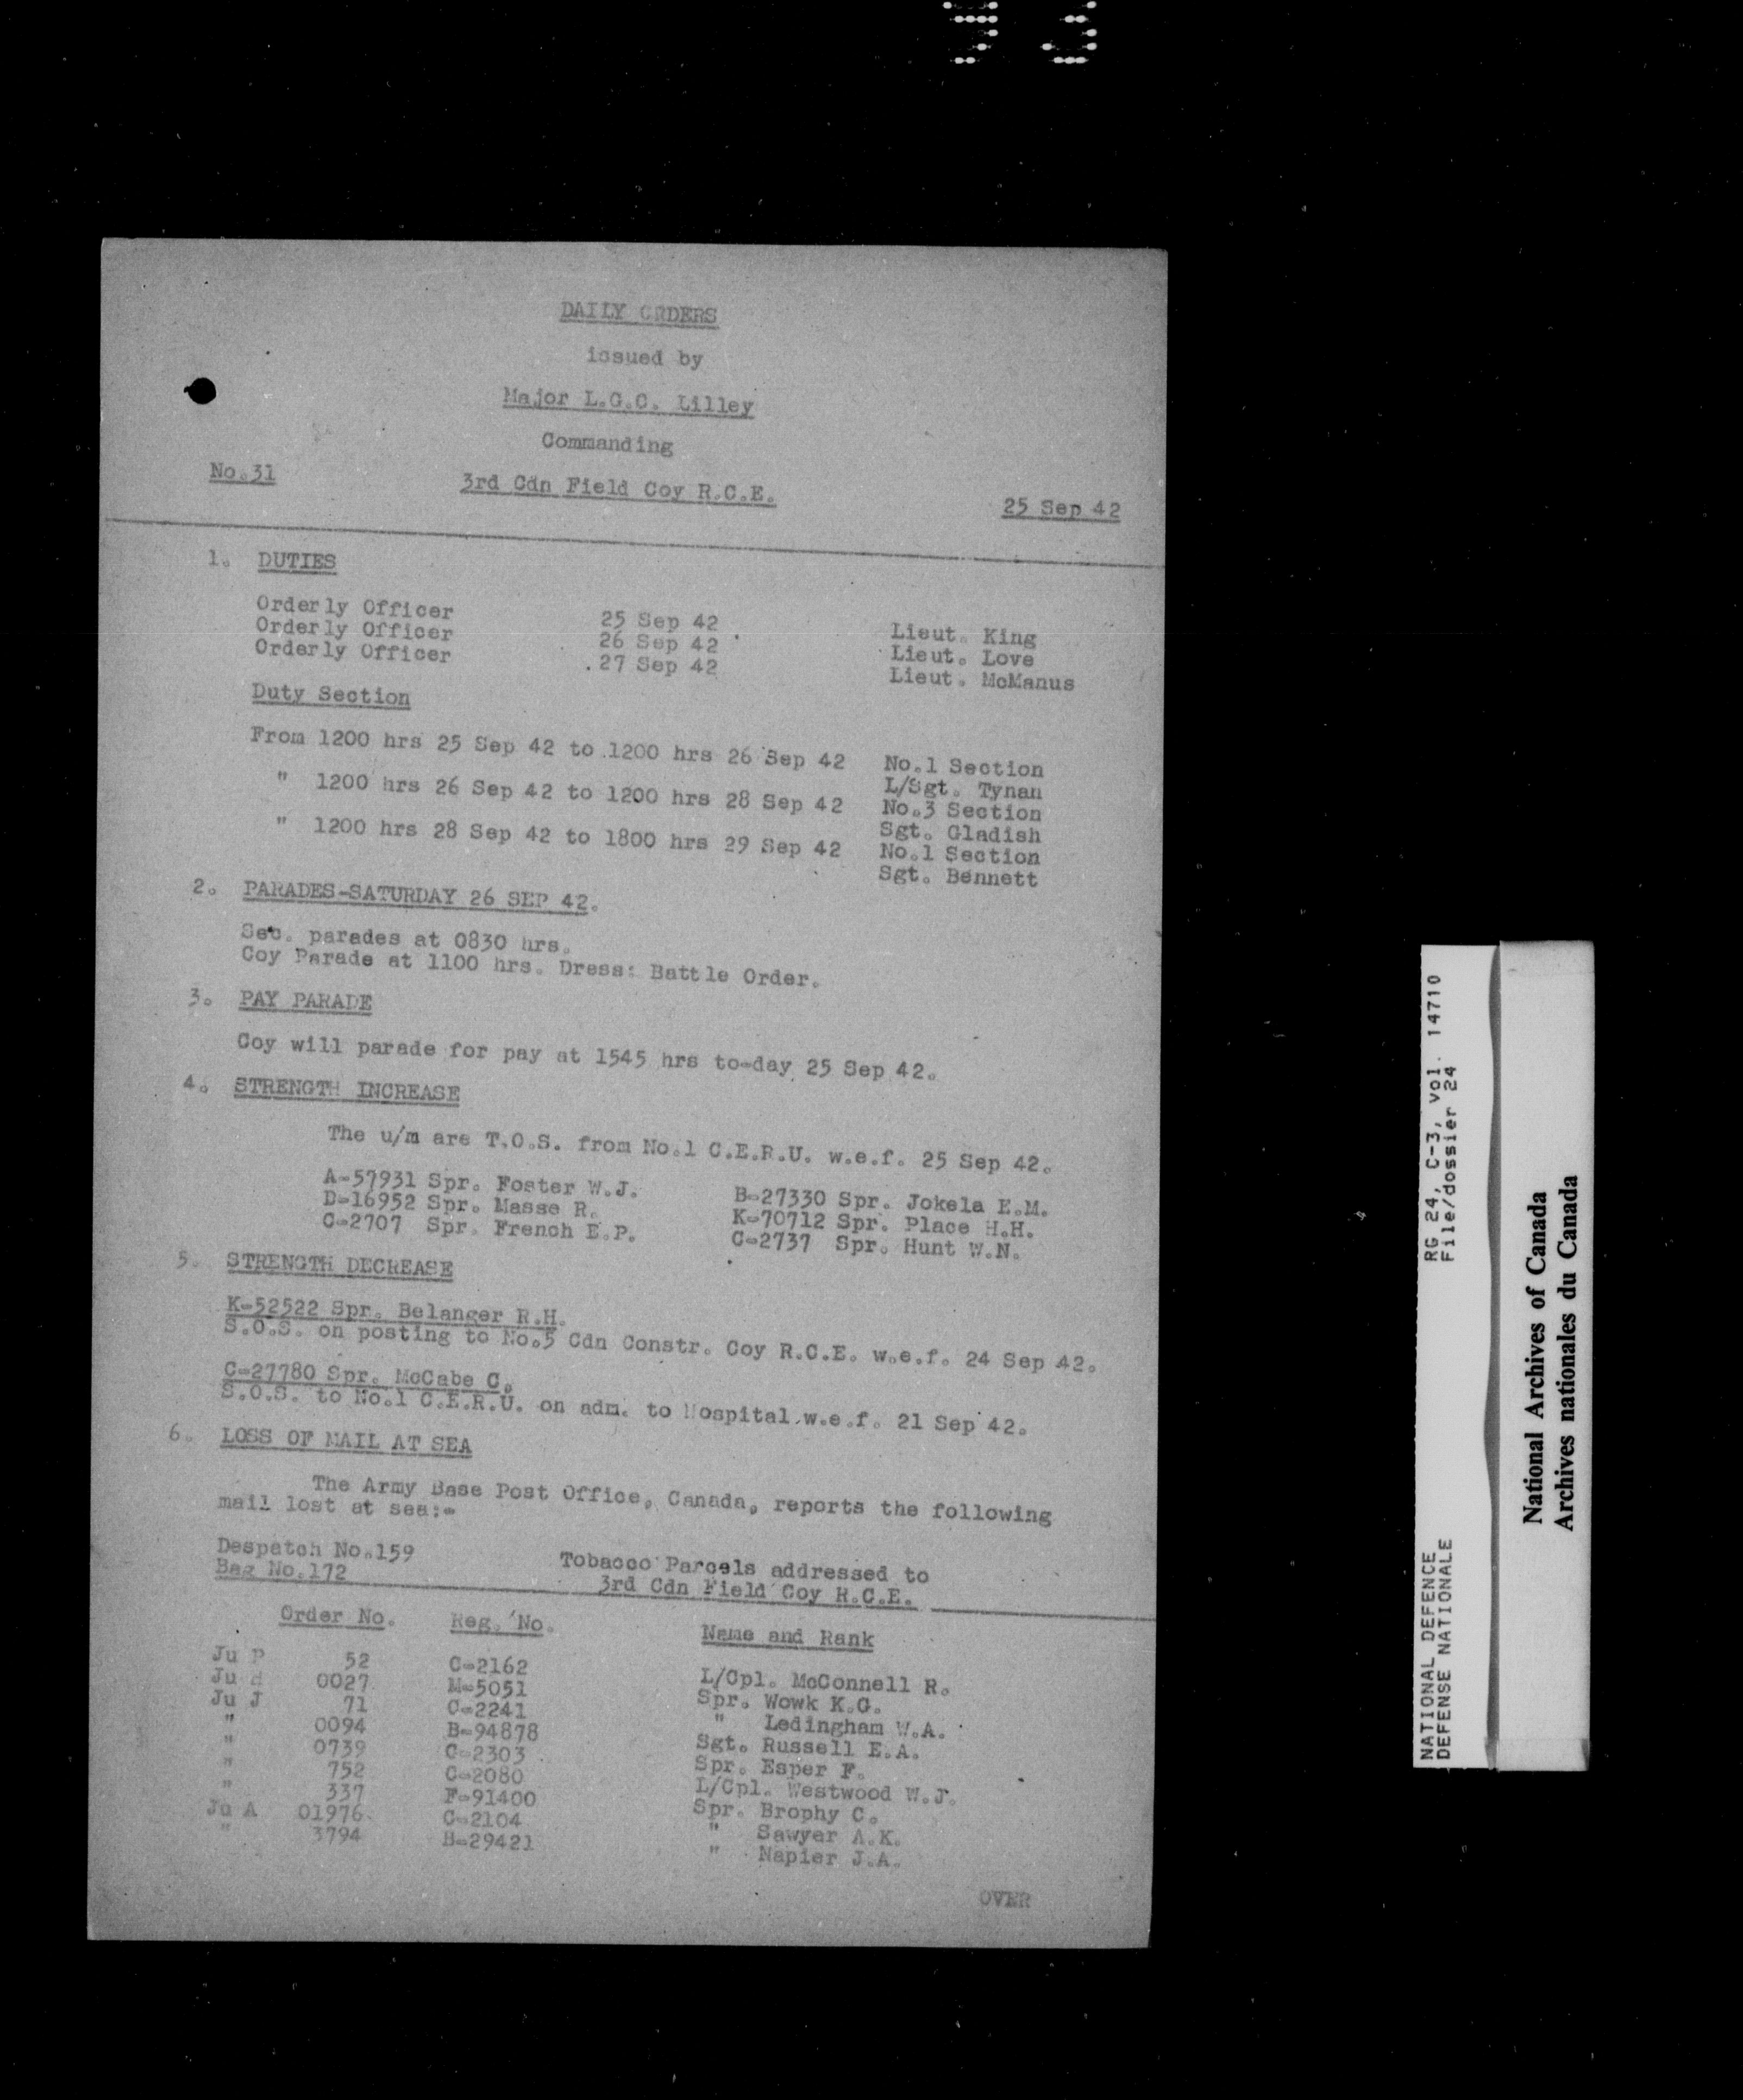 DAILY ORDERS
issued by
Major L.G.C. Lilley
Commanding
No.31 3rd Cdn Field Coy R.C.E. 25 Sep 42
1. DUTIES
Orderly Officer 25 Sep 42 Lieut. King
Orderly Officer 26 Sep 42 Lieut. Love
Orderly Officer 27 Sep 42 Lieut. McManus
Duty Section
From 1200 hrs 25 Sep 42 to 1200 hrs 26 Sep 42 No.1 Section
L/Sgt. Tynan
" 1200 hrs 26 Sep 42 to 1200 hrs 28 Sep 42 No.3 Section
Sgt. Gladish
" 1200 hrs 28 Sep 42 to 1800 hrs 29 Sep 42 No.1 Section
Sgt. Bennett
2. PARADES-SATURDAY 26 SEP 42.
Sec. parades at 0830 hrs.
Coy Parade at 1100 hrs. Dress: Battle Order.
3. PAY PARADE
Coy will parade for pay at 1545 hrs to-day 25 Sep 42.
4. STRENGTH INCREASE
The u/m are T.O.S. from No.1 C.E.R.U. w.e.f. 25 Sep 42.
A-57931 Spr. Foster W.J. B-27330 Spr. Jokela E.M.
D-16952 Spr. Masse R. K-70712 Spr. Place H.H.
C-2707 Spr. French E.P. C-2737 Spr. Hunt W.N.
5. STRENGTH DECREASE
K-52522 Spr. Belanger R.H.
S.O.S. on posting to No.5 Cdn Constr. Coy R.C.E. w.e.f. 24 Sep 42.
C-27780 Spr. McCabe C.
S.O.S. to No.1 C.E.R.U. on adm. to Hospital w.e.f. 21 Sep 42.
6. LOSS OF MAIL AT SEA
The Army Base Post Office, Canada, reports the following
mail lost at sea:-
Despatch No.159 Tobacco Parcels addressed to
Bag No.172 3rd Cdn Field Coy R.C.E.
Order No. Reg. No. Name and Rank
Ju P 52 C-2162 L/Cpl. McConnell R.
Ju 0027 M-5051 Spr. Wowk K.G.
Ju J 71 C-2241 " Ledingham W.A.
" 0094 B-94878 Sgt. Russell E.A.
" 0739 C-2303 Spr. Esper F.
" 752 C-2080 L/Cpl. Westwood W.J.
" 337 F-91400 Spr. Brophy C.
Ju A 01976 C-2104 " Sawyer A.K.
" 3794 B-29421 " Napier J.A.
OVER
NATIONAL DEFENCE RG 24, C-3, vol. 14710
DEFENSE NATIONALE File/dossier 24
National Archives of Canada
Archives nationales du Canada